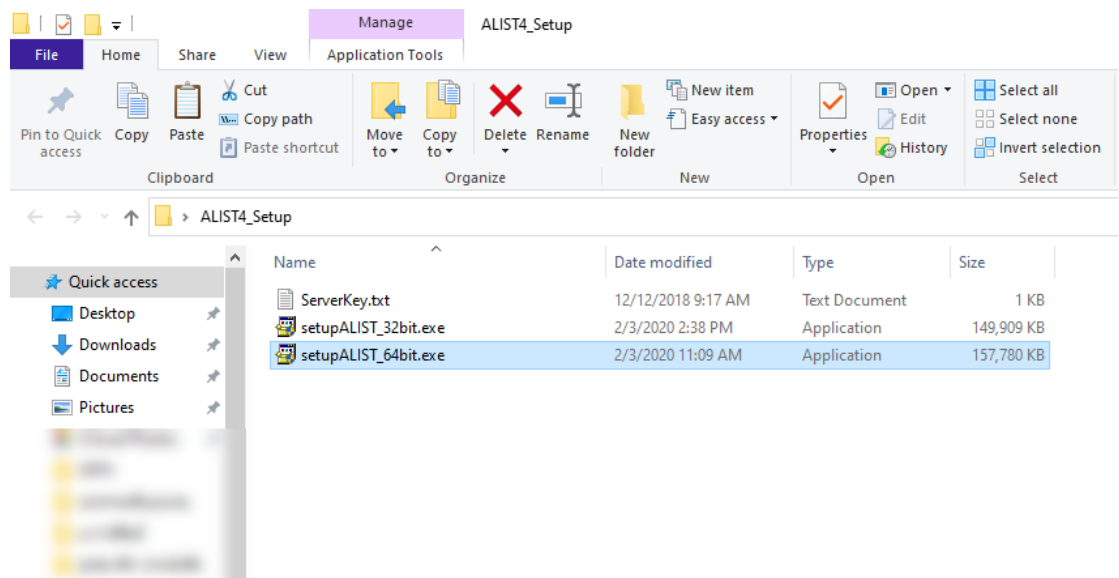 Manage
ALIST4_Setup
File
Home
Share
View
Application Tools
Pin to Quick
access
Copy
Paste
Cut
Copy path
Paste shortcut
Clipboard
Move
to
Copy
to
Delete
Rename
Organize
New
folder
New item
Easy access
New
Properties
Open
Edit
History
Open
Select all
Select none
Invert selection
Select
ALIST4_Setup
Quick access
Desktop
Downloads
Documents
Pictures
Name Date modified Type Size
ServerKey.txt 12/12/2018 9:17 AM Text Document 1 KB
setupALIST_32bit.exe 2/3/2020 2:38 PM Application 149,909 KB
setupALIST_64bit.exe 2/3/2020 11:09 AM Application 157,780 KB